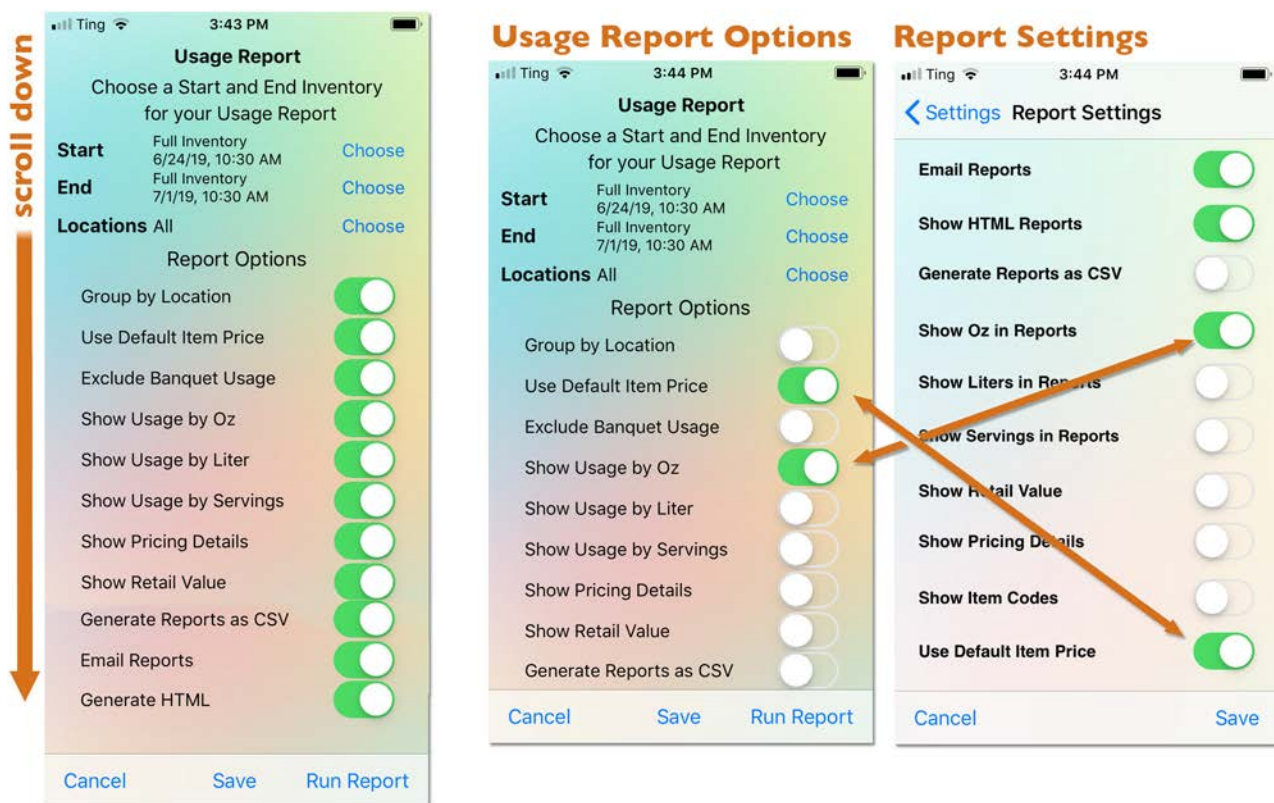 scroll down
Ting 3:43 PM
Usage Report
Choose a Start and End Inventory
for your Usage Report
Start Full Inventory
6/24/19, 10:30 AM Choose
End Full Inventory
7/1/19, 10:30 AM Choose
Locations All Choose
Report Options
Group by Location
Use Default Item Price
Exclude Banquet Usage
Show Usage by Oz
Show Usage by Liter
Show Usage by Servings
Show Pricing Details
Show Retail Value
Generate Reports as CSV
Email Reports
Generate HTML
Cancel Save Run Report
Usage Report Options
Ting 3:44 PM
Usage Report
Choose a Start and End Inventory
for your Usage Report
Start Full Inventory
6/24/19, 10:30 AM Choose
End Full Inventory
7/1/19, 10:30 AM Choose
Locations All Choose
Report Options
Group by Location
Use Default Item Price
Exclude Banquet Usage
Show Usage by Oz
Show Usage by Liter
Show Usage by Servings
Show Pricing Details
Show Retail Value
Generate Reports as CSV
Cancel Save Run Report
Report Settings
Ting 3:44 PM
Settings Report Settings
Email Reports
Show HTML Reports
Generate Reports as CSV
Show Oz in Reports
Show Liters in Reports
Show Servings in Reports
Show Retail Value
Show Pricing Details
Show Item Codes
Use Default Item Price
Cancel Save